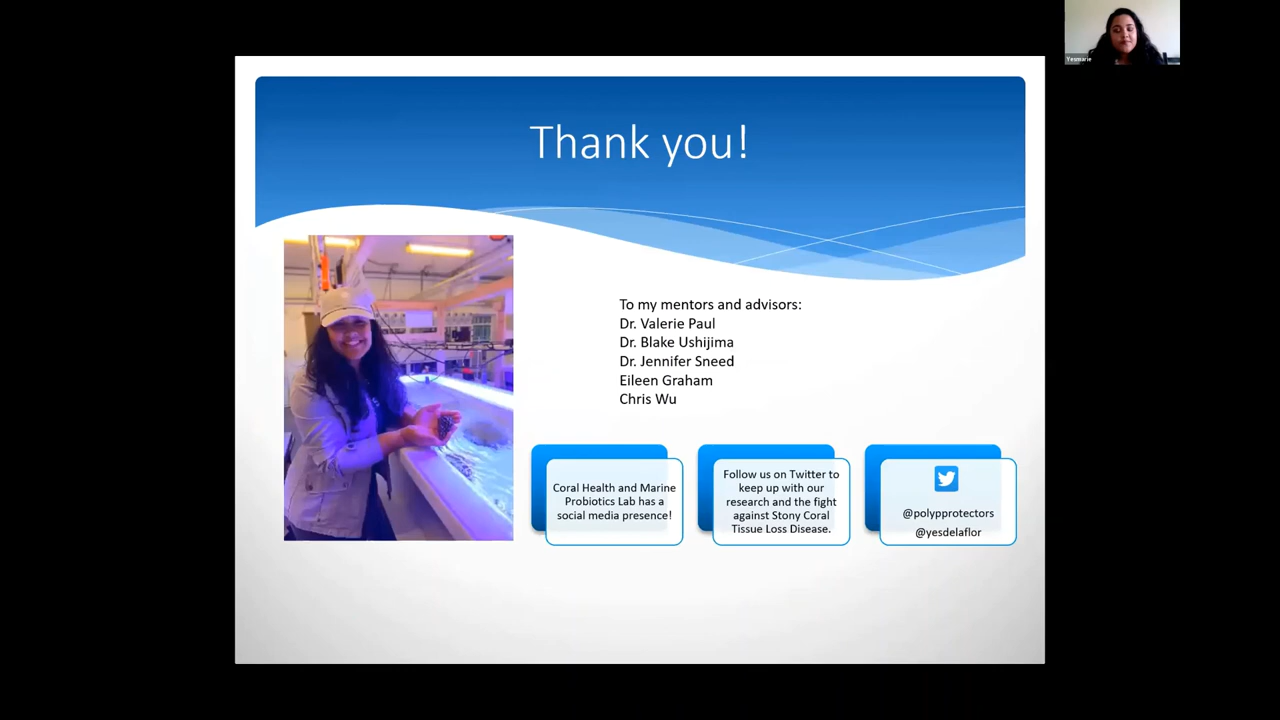 Yesmarie
Thank you!
To my mentors and advisors:
Dr. Valerie Paul
Dr. Blake Ushijima
Dr. Jennifer Sneed
Eileen Graham
Chris Wu
Coral Health and Marine
Probiotics Lab has a
social media presence!
Follow us on Twitter to
keep up with our
research and the fight
against Stony Coral
Tissue Loss Disease.
@polypprotectors
@yesdelaflor